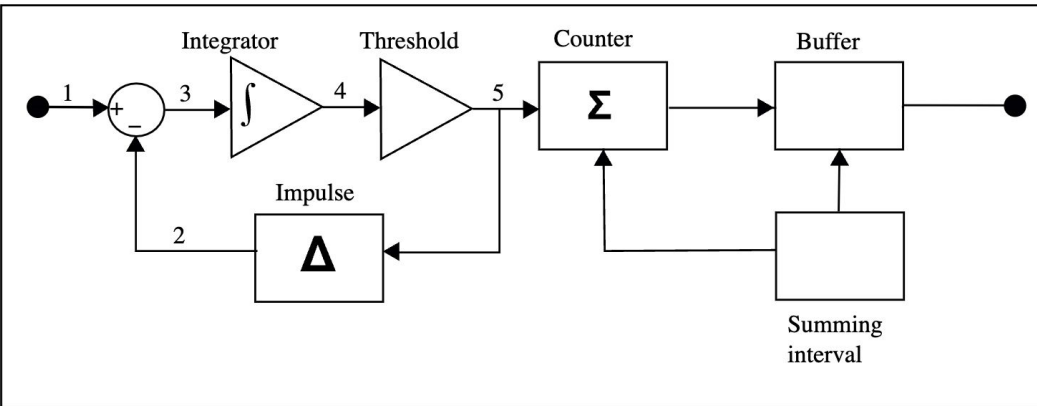 Integrator
Threshold
Counter
Buffer
1
+
−
3
∫
4
5
Σ
Impulse
2
Δ
Summing
interval